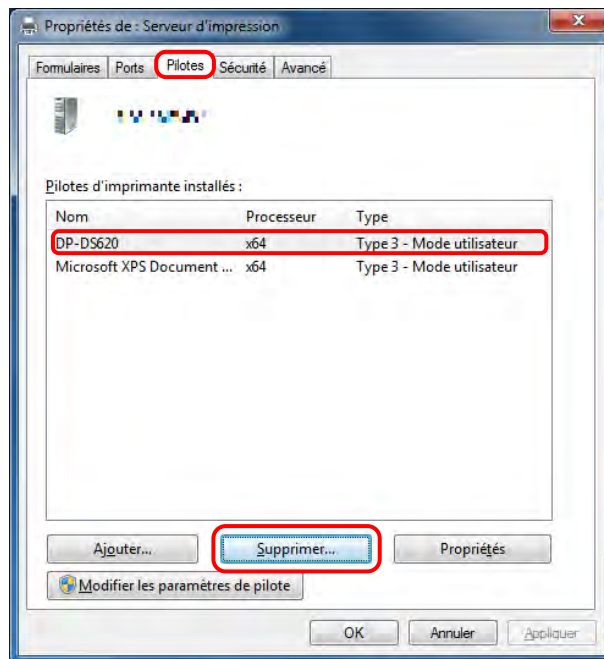 Propriétés de : Serveur d'impression
Formulaires Ports Pilotes Sécurité Avancé
Pilotes d'imprimante installés :
Nom Processeur Type
DP-DS620 x64 Type 3 - Mode utilisateur
Microsoft XPS Document ... x64 Type 3 - Mode utilisateur
Ajouter... Supprimer... Propriétés
Modifier les paramètres de pilote
OK Annuler Appliquer